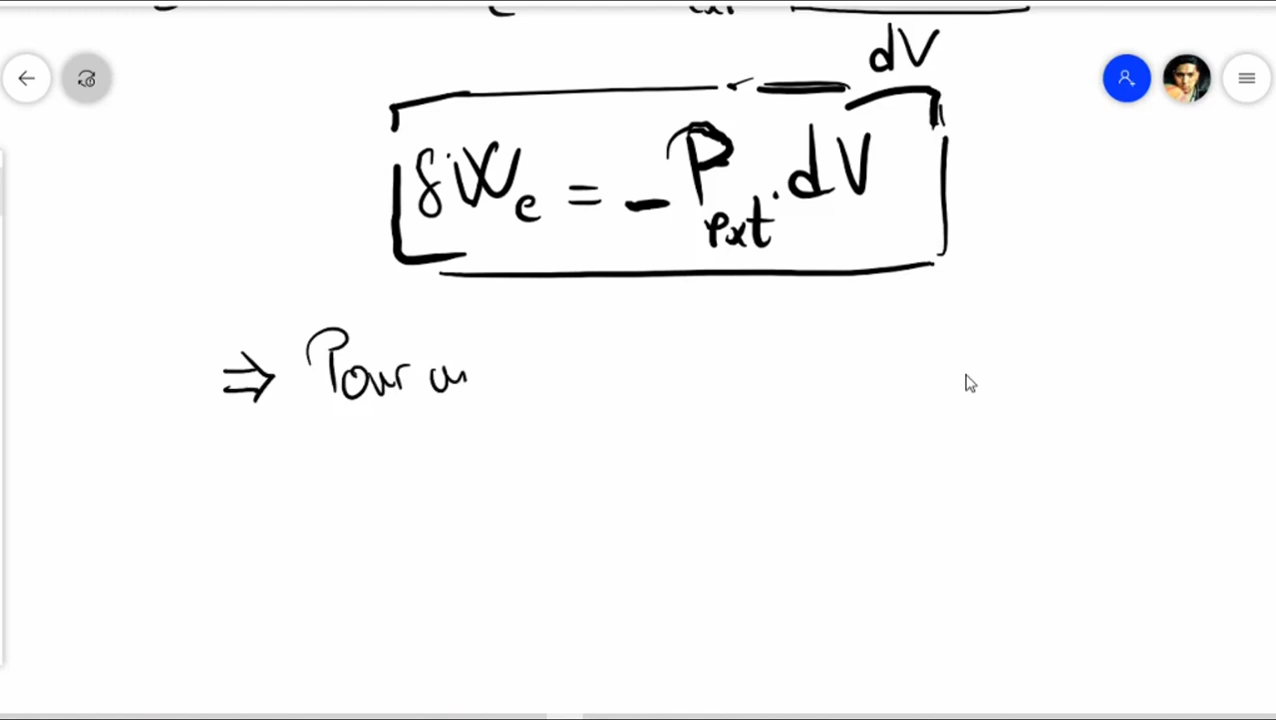 dV
δW_e = - P_ext . dV
⇒ Pour un